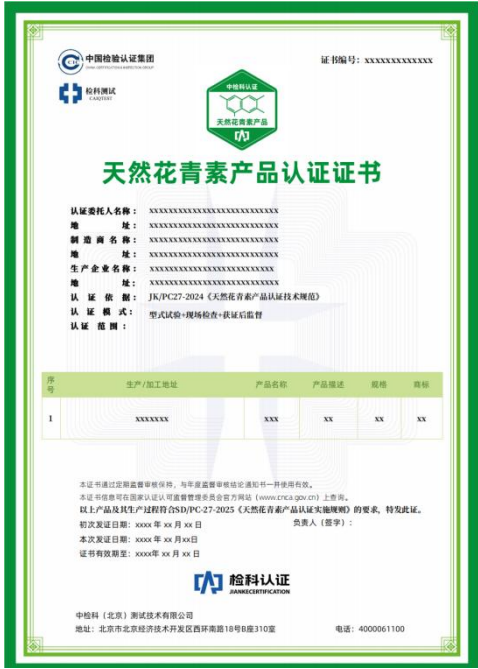 中国检验认证集团
证书编号：xxxxxxxxxxxxx
检科测试
CAIQTEST
中检科认证
天然花青素产品
天然花青素产品认证证书
认证委托人名称： xxxxxxxxxxxxxxxxxxxxxxxxxx
地 址： xxxxxxxxxxxxxxxxxxxxxxxxxx
制造商名称： xxxxxxxxxxxxxxxxxxxxxxxxxx
地 址： xxxxxxxxxxxxxxxxxxxxxxxxxx
生产企业名称： xxxxxxxxxxxxxxxxxxxxxxxxx
地 址： xxxxxxxxxxxxxxxxxxxxxxxxxx
认证依据： JK/PC27-2024《天然花青素产品认证技术规范》
认证模式： 型式试验+现场检查+获证后监督
认证范围：
序号 生产/加工地址 产品名称 产品描述 规格 商标
1 xxxxxxx xxx xx xx xx
本证书通过定期监督审核保持，与年度监督审核结论通知书一并使用有效。
本证书信息可在国家认证认可监督管理委员会官方网站（www.cnca.gov.cn）上查询。
以上产品及其生产过程符合SD/PC-27-2025《天然花青素产品认证实施规则》的要求，特发此证。
初次发证日期：xxxx 年 xx 月 xx 日 负责人（签字）：
本次发证日期：xxxx 年 xx 月xx日
证书有效期至：xxxx年 xx 月 xx 日
检科认证
JIANKECERTIFICATION
中检科（北京）测试技术有限公司
地址：北京市北京经济技术开发区西环南路18号B座310室 电话：4000061100